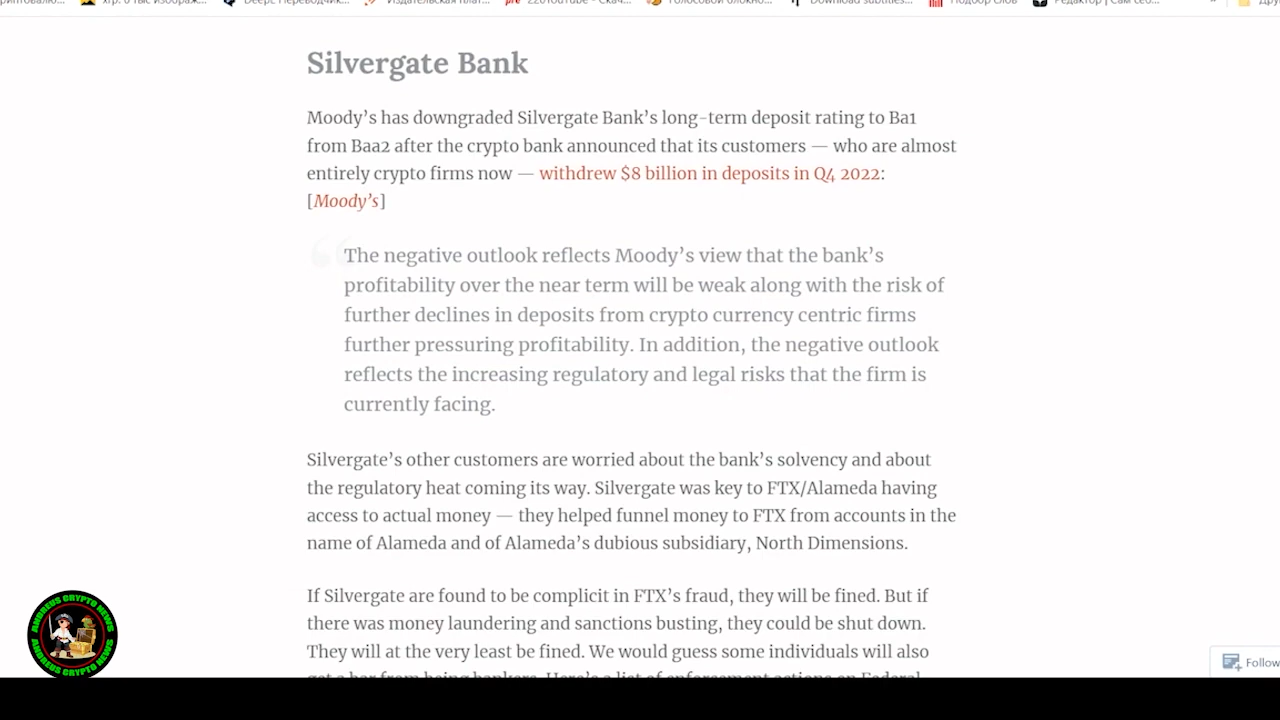 Silvergate Bank
Moody's has downgraded Silvergate Bank's long-term deposit rating to Ba1
from Baa2 after the crypto bank announced that its customers — who are almost
entirely crypto firms now — withdrew $8 billion in deposits in Q4 2022:
[Moody's]
The negative outlook reflects Moody's view that the bank's
profitability over the near term will be weak along with the risk of
further declines in deposits from crypto currency centric firms
further pressuring profitability. In addition, the negative outlook
reflects the increasing regulatory and legal risks that the firm is
currently facing.
Silvergate's other customers are worried about the bank's solvency and about
the regulatory heat coming its way. Silvergate was key to FTX/Alameda having
access to actual money — they helped funnel money to FTX from accounts in the
name of Alameda and of Alameda's dubious subsidiary, North Dimensions.
If Silvergate are found to be complicit in FTX's fraud, they will be fined. But if
there was money laundering and sanctions busting, they could be shut down.
They will at the very least be fined. We would guess some individuals will also
ANDREUS CRYPTO NEWS
ANDREUS CRYPTO NEWS
Follow